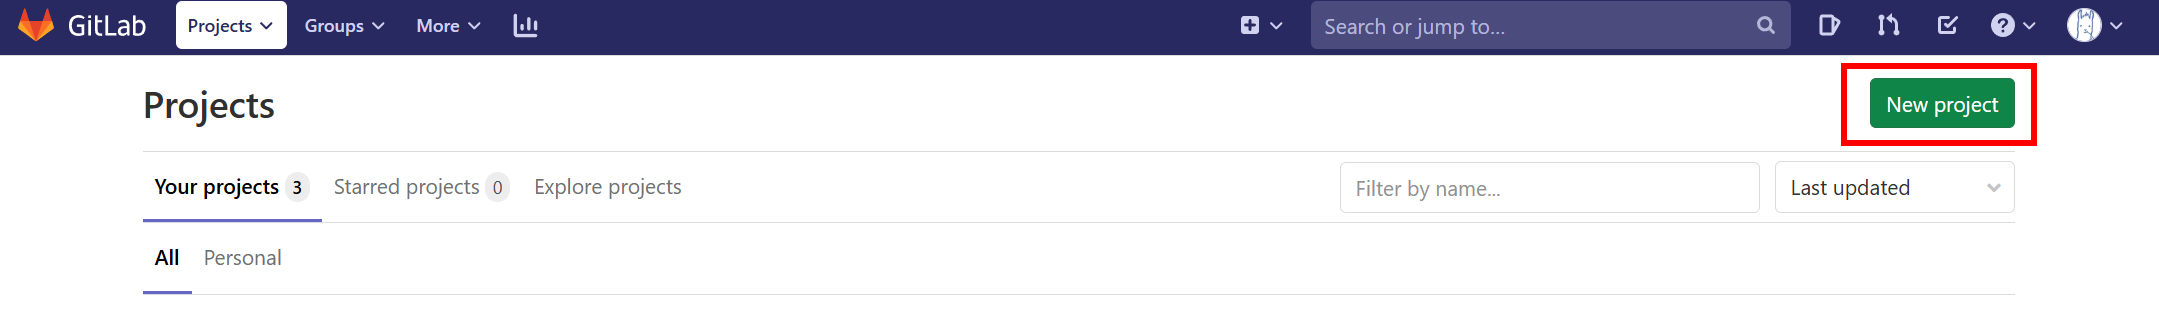 GitLab Projects Groups More Search or jump to...
Projects New project
Your projects 3 Starred projects 0 Explore projects Filter by name... Last updated
All Personal